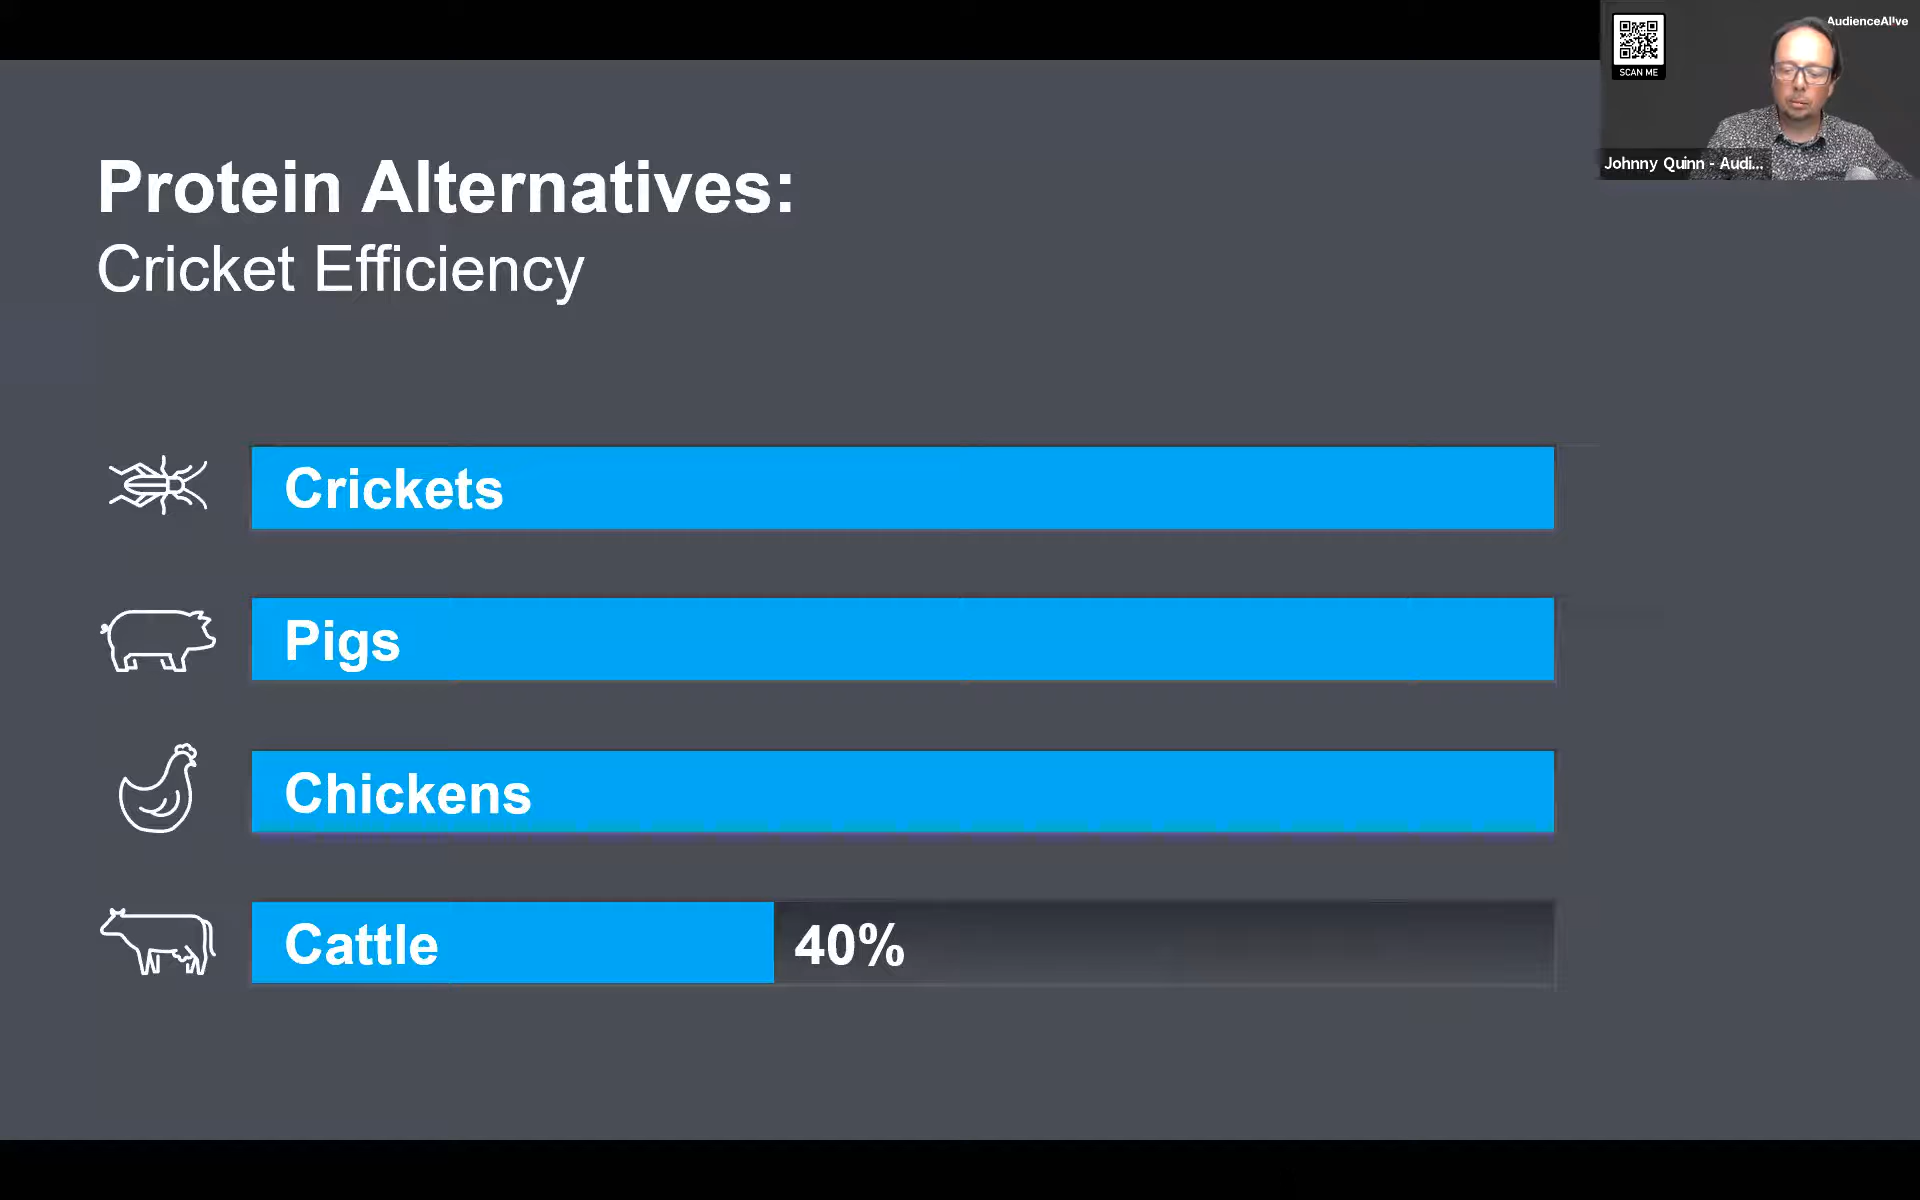 AudienceAlive
SCAN ME
Johnny Quinn - Audi...
Protein Alternatives:
Cricket Efficiency
Crickets
Pigs
Chickens
Cattle
40%